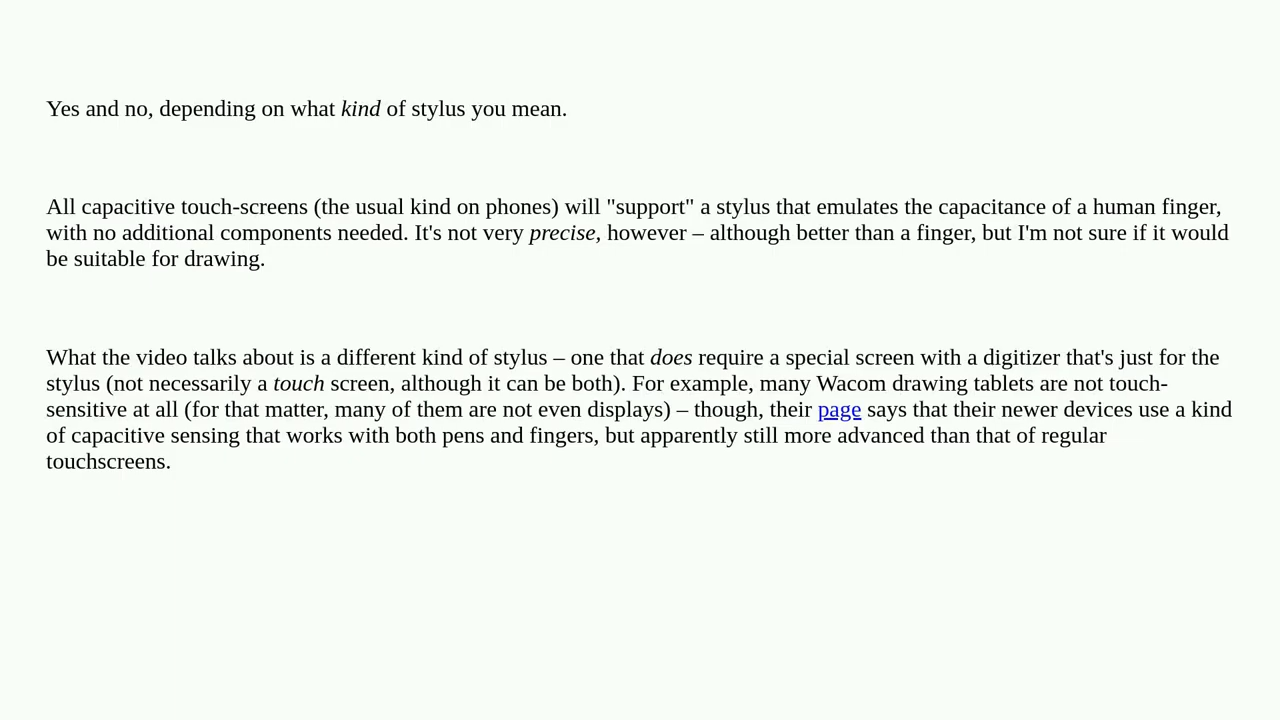 Yes and no, depending on what kind of stylus you mean.
All capacitive touch-screens (the usual kind on phones) will "support" a stylus that emulates the capacitance of a human finger,
with no additional components needed. It's not very precise, however – although better than a finger, but I'm not sure if it would
be suitable for drawing.
What the video talks about is a different kind of stylus – one that does require a special screen with a digitizer that's just for the
stylus (not necessarily a touch screen, although it can be both). For example, many Wacom drawing tablets are not touch-
sensitive at all (for that matter, many of them are not even displays) – though, their page says that their newer devices use a kind
of capacitive sensing that works with both pens and fingers, but apparently still more advanced than that of regular
touchscreens.